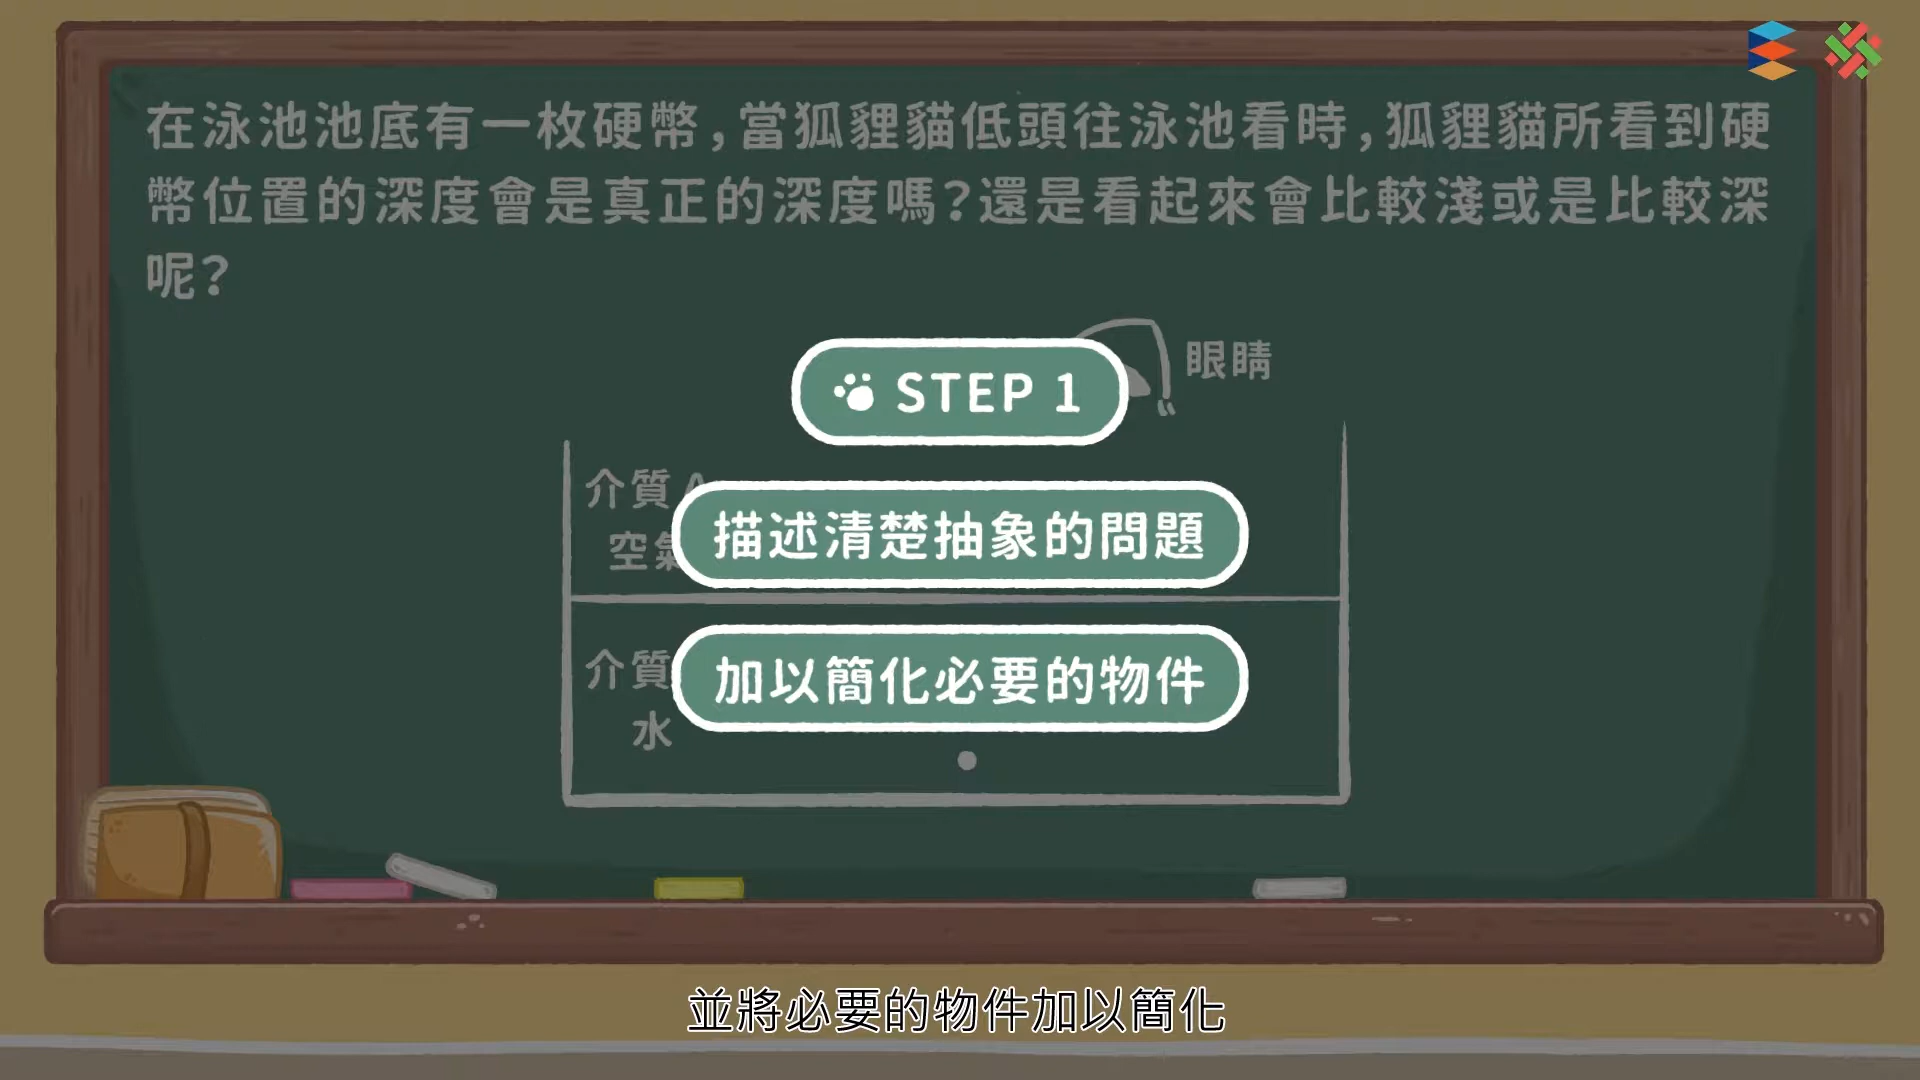 在泳池池底有一枚硬幣,當狐狸貓低頭往泳池看時,狐狸貓所看到硬
幣位置的深度會是真正的深度嗎?還是看起來會比較淺或是比較深
呢?
眼睛
STEP 1
介質 A
描述清楚抽象的問題
空氣
加以簡化必要的物件
介質
水
並將必要的物件加以簡化